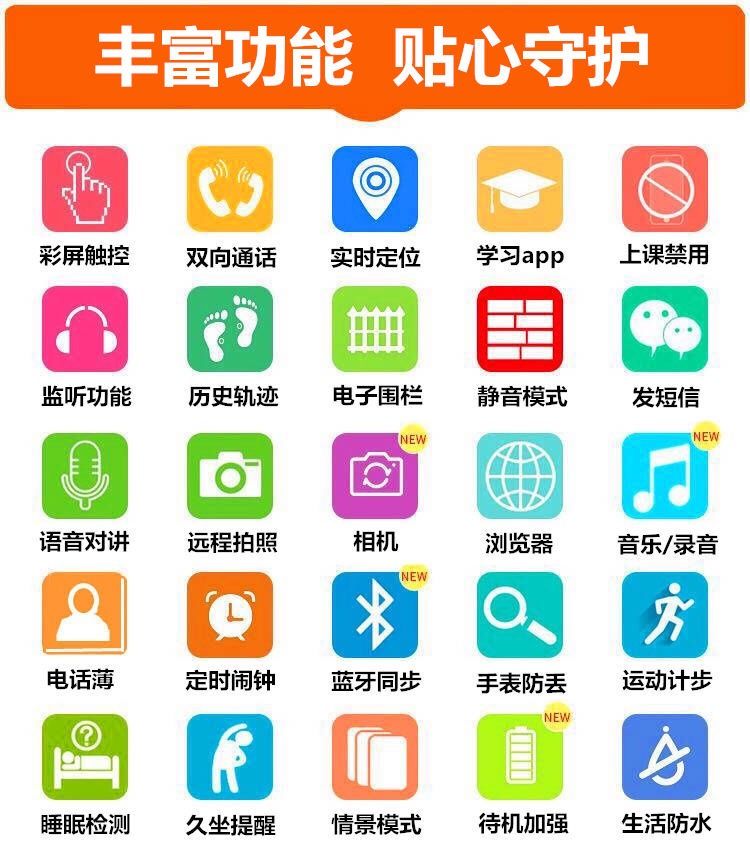 丰富功能 贴心守护
彩屏触控 双向通话 实时定位 学习app 上课禁用
监听功能 历史轨迹 电子围栏 静音模式 发短信
NEW NEW
语音对讲 远程拍照 相机 浏览器 音乐/录音
NEW
电话薄 定时闹钟 蓝牙同步 手表防丢 运动计步
NEW
睡眠检测 久坐提醒 情景模式 待机加强 生活防水